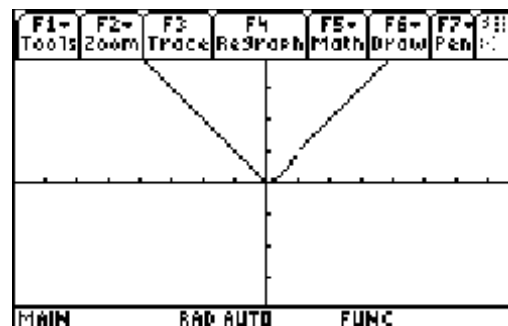 F1 F2 F3 F4 F5 F6 F7
Tools Zoom Trace ReGraph Math Draw Pen
MAIN RAD AUTO FUNC